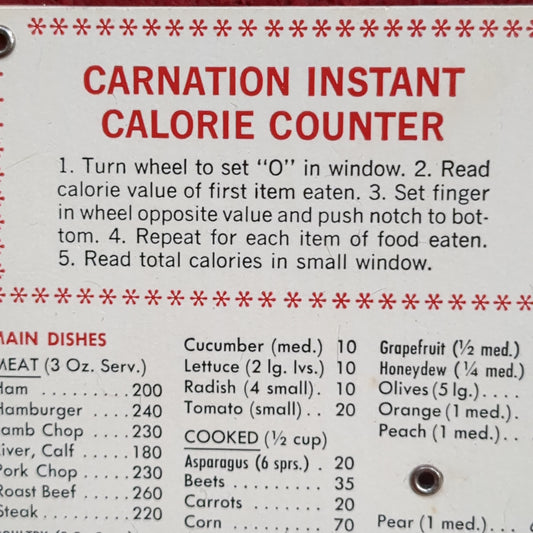 CARNATION INSTANT
CALORIE COUNTER
1. Turn wheel to set "O" in window. 2. Read
calorie value of first item eaten. 3. Set finger
in wheel opposite value and push notch to bot-
tom. 4. Repeat for each item of food eaten.
5. Read total calories in small window.
MAIN DISHES
MEAT (3 Oz. Serv.)
Ham ......... 200
Hamburger .... 240
Lamb Chop .... 230
Liver, Calf ..... 180
Pork Chop ..... 230
Roast Beef ..... 260
Steak ......... 220
Cucumber (med.) 10
Lettuce (2 lg. lvs.) 10
Radish (4 small). 10
Tomato (small) .. 20
COOKED (½ cup)
Asparagus (6 sprs.) . 20
Beets ........ 35
Carrots ....... 20
Corn ......... 70
Grapefruit (½ med.)
Honeydew (¼ med.)
Olives (5 lg.) ....
Orange (1 med.) .
Peach (1 med.) ..
Pear (1 med.) ...